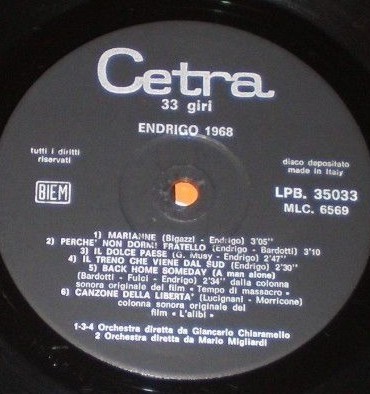 Cetra
33 giri
ENDRIGO 1968
tutti i diritti
riservati
disco depositato
made in Italy
BIEM
LPB. 35033
MLC. 6569
1) MARIANNE (Bigazzi - Endrigo) 3'05"
2) PERCHE' NON DORMI FRATELLO (Endrigo - Bardotti) 3'10
3) IL DOLCE PAESE (G. Musy - Endrigo) 2'47"
4) IL TRENO CHE VIENE DAL SUD (Endrigo) 2'30"
5) BACK HOME SOMEDAY (A man alone)
(Bardotti - Fulci - Endrigo) 2'34" dalla colonna
sonora originale del film « Tempo di massacro »
6) CANZONE DELLA LIBERTA' (Lucignani - Morricone)
colonna sonora originale del
film « L'alibi »
1-3-4 Orchestra diretta da Giancarlo Chiaramello
2 Orchestra diretta da Mario Migliardi